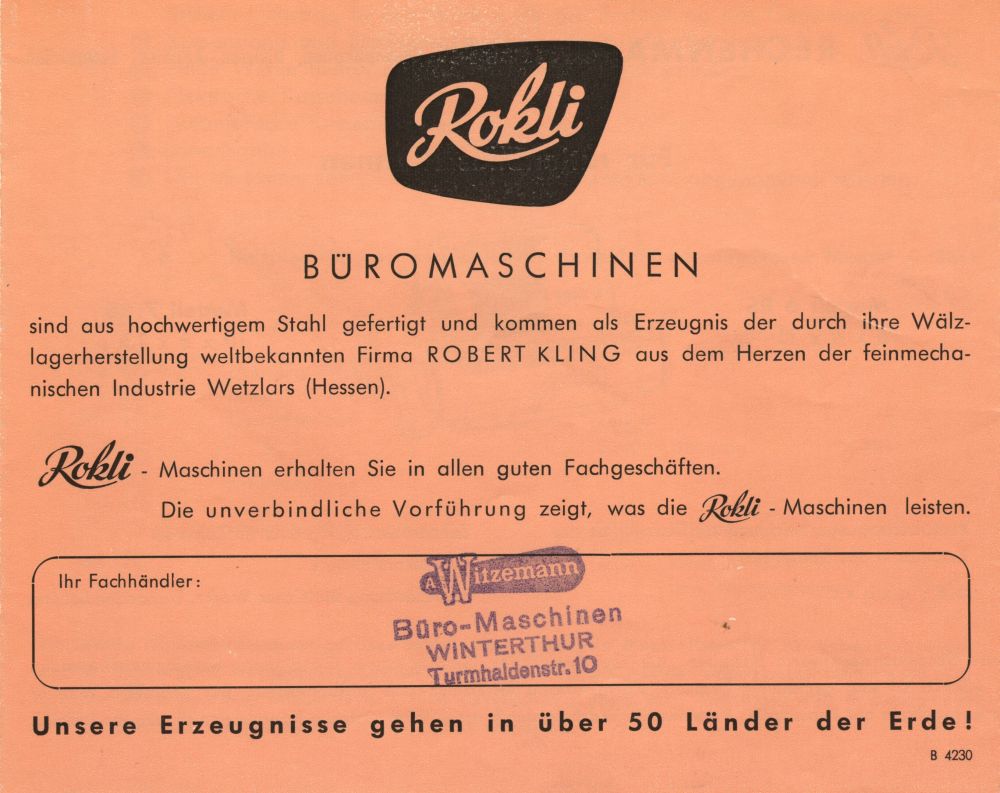 Rokli
BÜROMASCHINEN
sind aus hochwertigem Stahl gefertigt und kommen als Erzeugnis der durch ihre Wälz-
lagerherstellung weltbekannten Firma ROBERT KLING aus dem Herzen der feinmecha-
nischen Industrie Wetzlars (Hessen).
Rokli - Maschinen erhalten Sie in allen guten Fachgeschäften.
Die unverbindliche Vorführung zeigt, was die Rokli - Maschinen leisten.
Ihr Fachhändler:
A. Witzemann
Büro-Maschinen
WINTERTHUR
Turmhaldenstr. 10
Unsere Erzeugnisse gehen in über 50 Länder der Erde!
B 4230